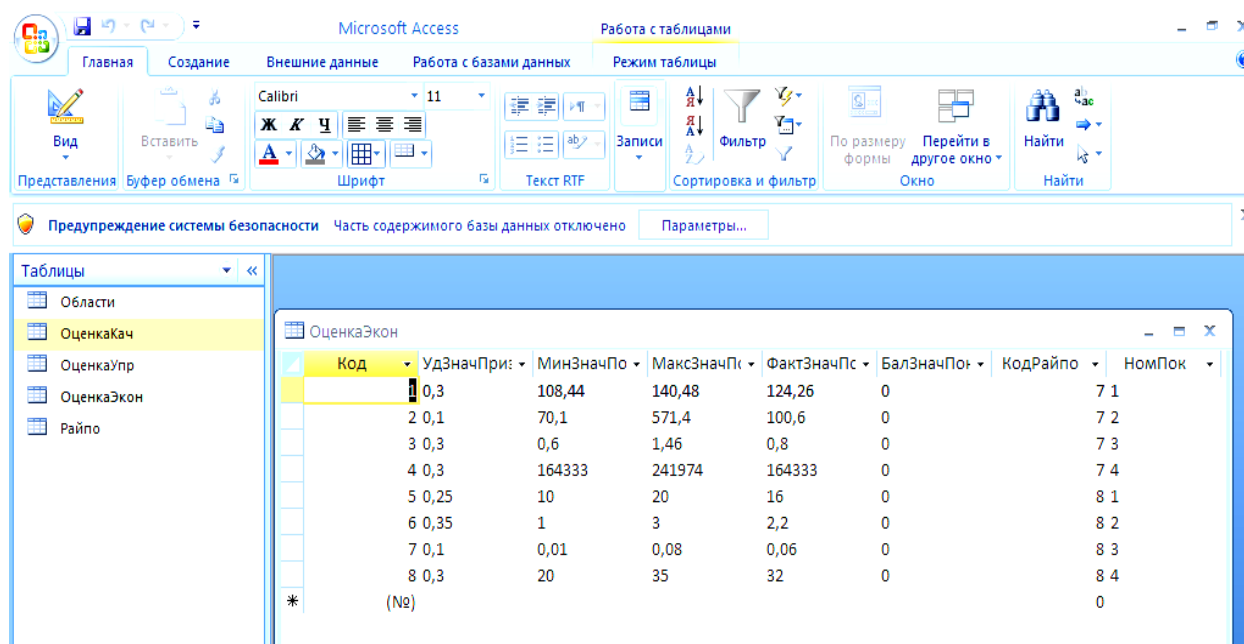 Microsoft Access Работа с таблицами
Главная Создание Внешние данные Работа с базами данных Режим таблицы
Calibri 11
Ж К Ч
Вид Вставить Записи Фильтр По размеру формы Перейти в другое окно Найти
Представления Буфер обмена Шрифт Текст RTF Сортировка и фильтр Окно Найти
Предупреждение системы безопасности Часть содержимого базы данных отключено Параметры...
Таблицы
Области
ОценкаКач
ОценкаУпр
ОценкаЭкон
Райпо
ОценкаЭкон
Код УдЗначПриз МинЗначПо МаксЗначПо ФактЗначПо БалЗначПок КодРайпо НомПок
1 0,3 108,44 140,48 124,26 0 7 1
2 0,1 70,1 571,4 100,6 0 7 2
3 0,3 0,6 1,46 0,8 0 7 3
4 0,3 164333 241974 164333 0 7 4
5 0,25 10 20 16 0 8 1
6 0,35 1 3 2,2 0 8 2
7 0,1 0,01 0,08 0,06 0 8 3
8 0,3 20 35 32 0 8 4
(№) 0